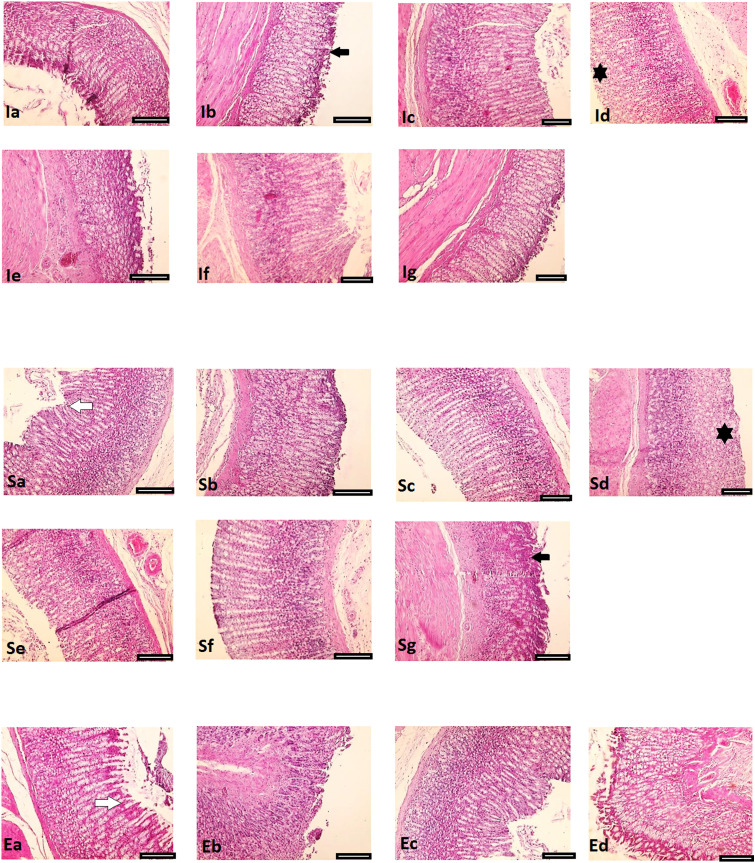 Ia Ib Ic Id
Ie If Ig
Sa Sb Sc Sd
Se Sf Sg
Ea Eb Ec Ed